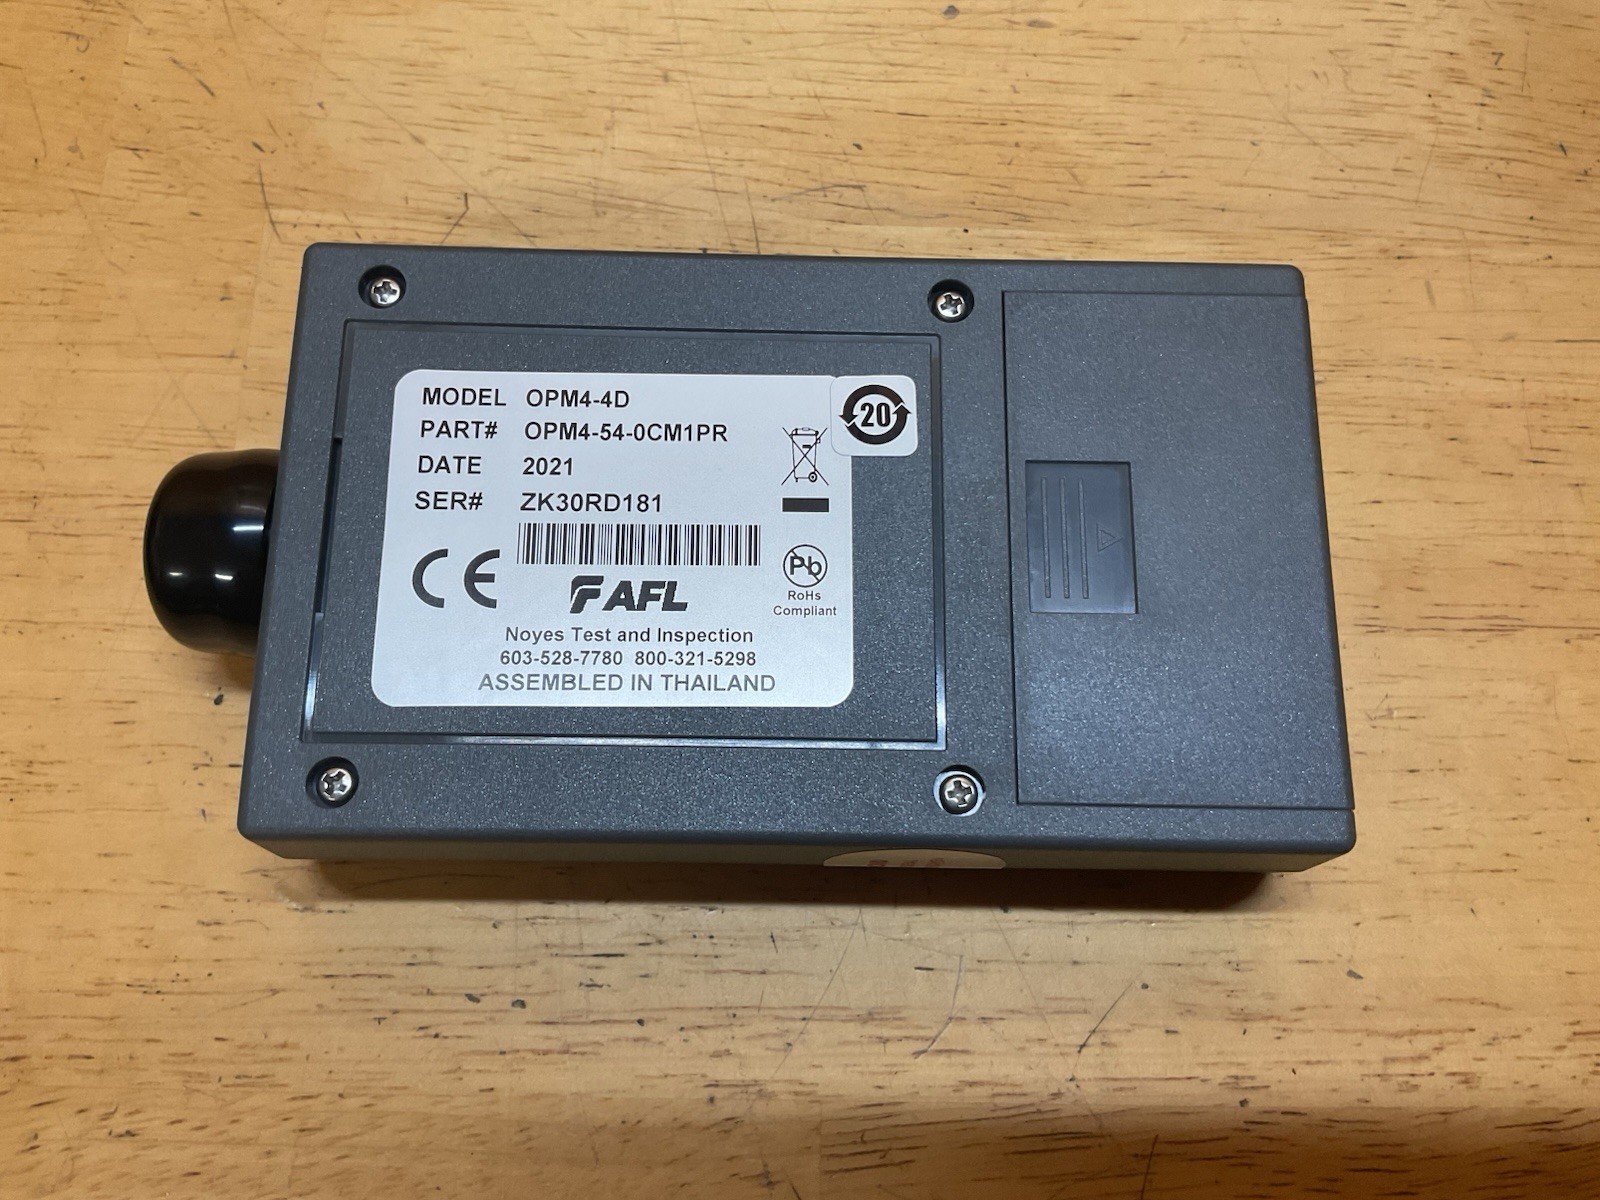 MODEL OPM4-4D
PART# OPM4-54-0CM1PR
DATE 2021
SER# ZK30RD181
20
CE
Pb
RoHs
Compliant
AFL
Noyes Test and Inspection
603-528-7780 800-321-5298
ASSEMBLED IN THAILAND